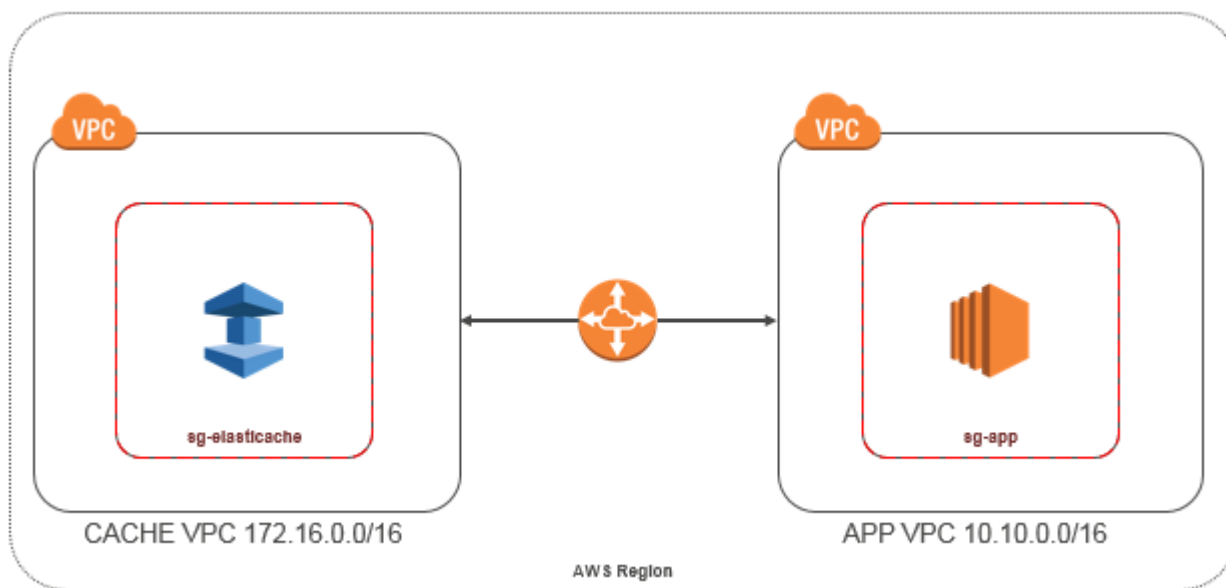 VPC
VPC
sg-elasticache
sg-app
CACHE VPC 172.16.0.0/16
APP VPC 10.10.0.0/16
AWS Region